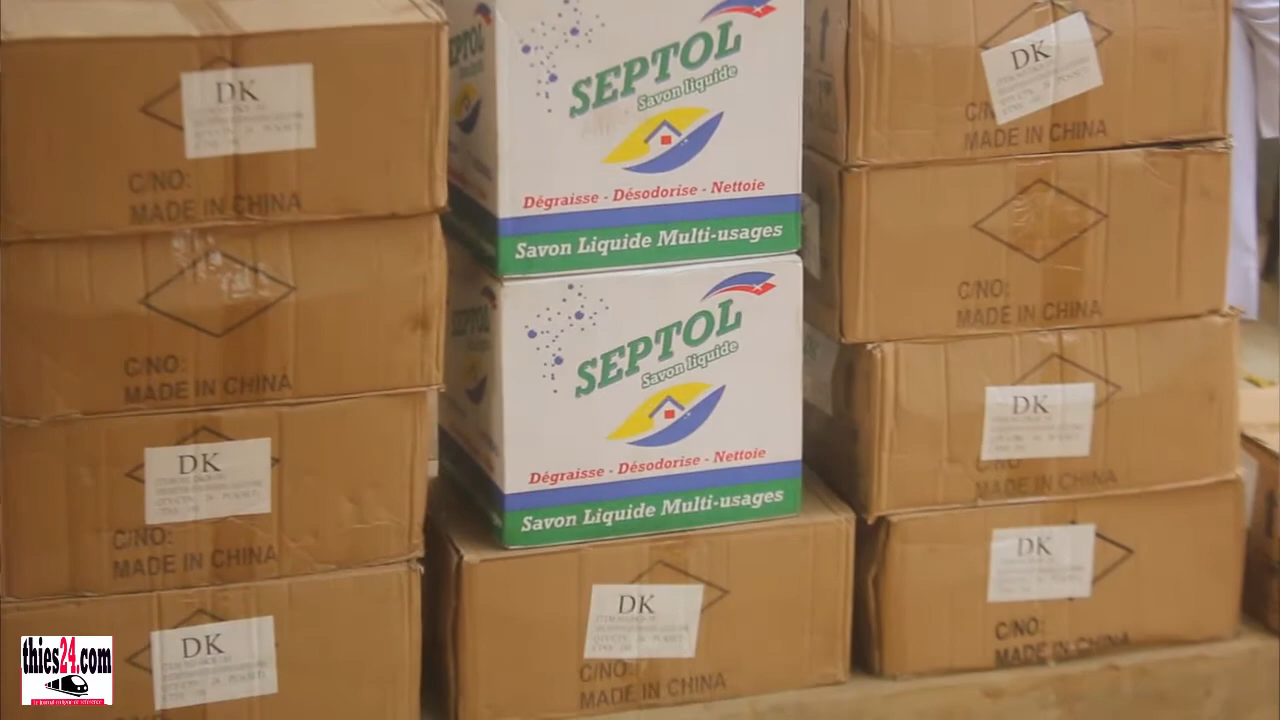 DK
C/NO:
MADE IN CHINA
C/NO:
MADE IN CHINA
DK
C/NO:
MADE IN CHINA
DK
SEPTOL
Savon liquide
Dégraisse - Désodorise - Nettoie
Savon Liquide Multi-usages
SEPTOL
Savon liquide
Dégraisse - Désodorise - Nettoie
Savon Liquide Multi-usages
DK
C/NO:
MADE IN CHINA
DK
MADE IN CHINA
C/NO:
MADE IN CHINA
DK
C/NO:
MADE IN CHINA
DK
C/NO:
MADE IN CHINA
thies24.com